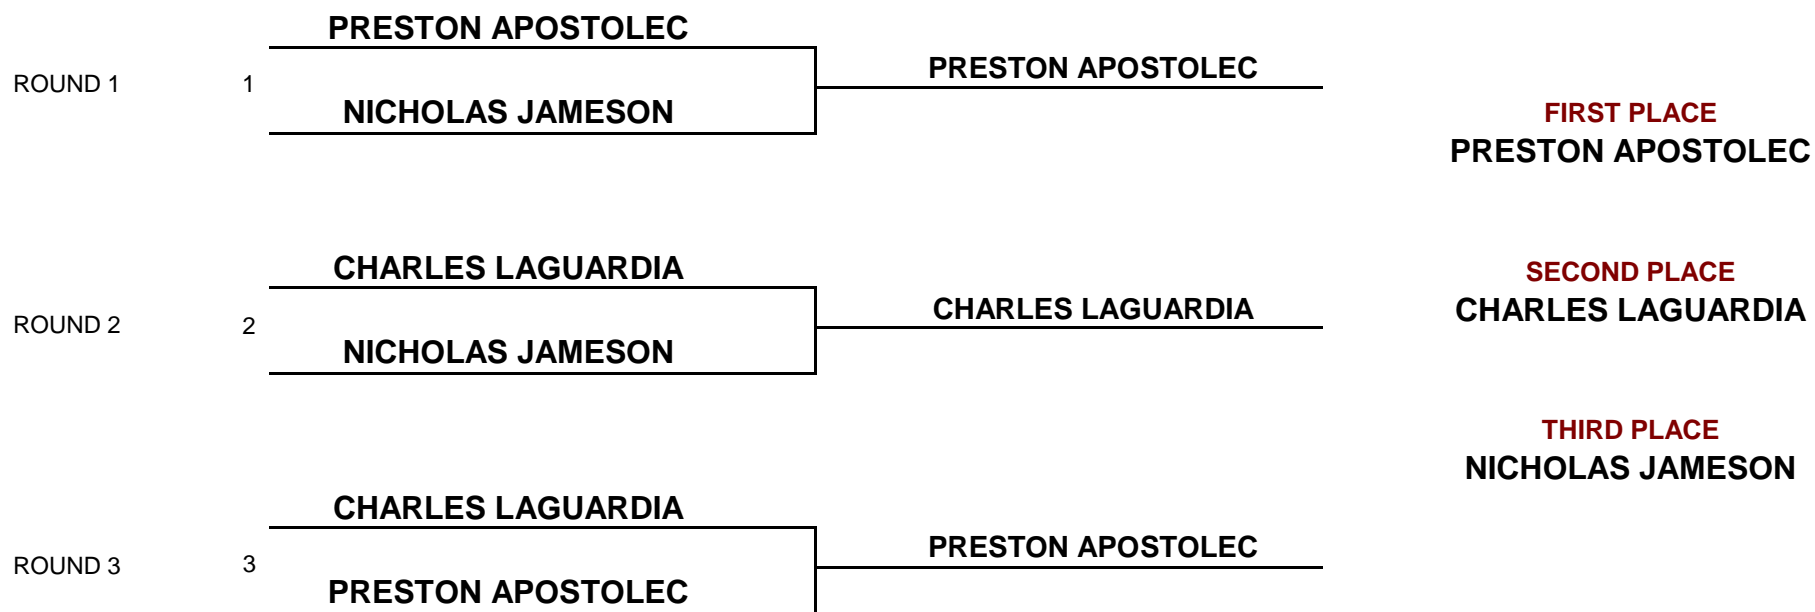 PRESTON APOSTOLEC
ROUND 1 1 PRESTON APOSTOLEC
NICHOLAS JAMESON
FIRST PLACE
PRESTON APOSTOLEC
CHARLES LAGUARDIA
ROUND 2 2 CHARLES LAGUARDIA
NICHOLAS JAMESON
SECOND PLACE
CHARLES LAGUARDIA
THIRD PLACE
NICHOLAS JAMESON
CHARLES LAGUARDIA
ROUND 3 3 PRESTON APOSTOLEC
PRESTON APOSTOLEC